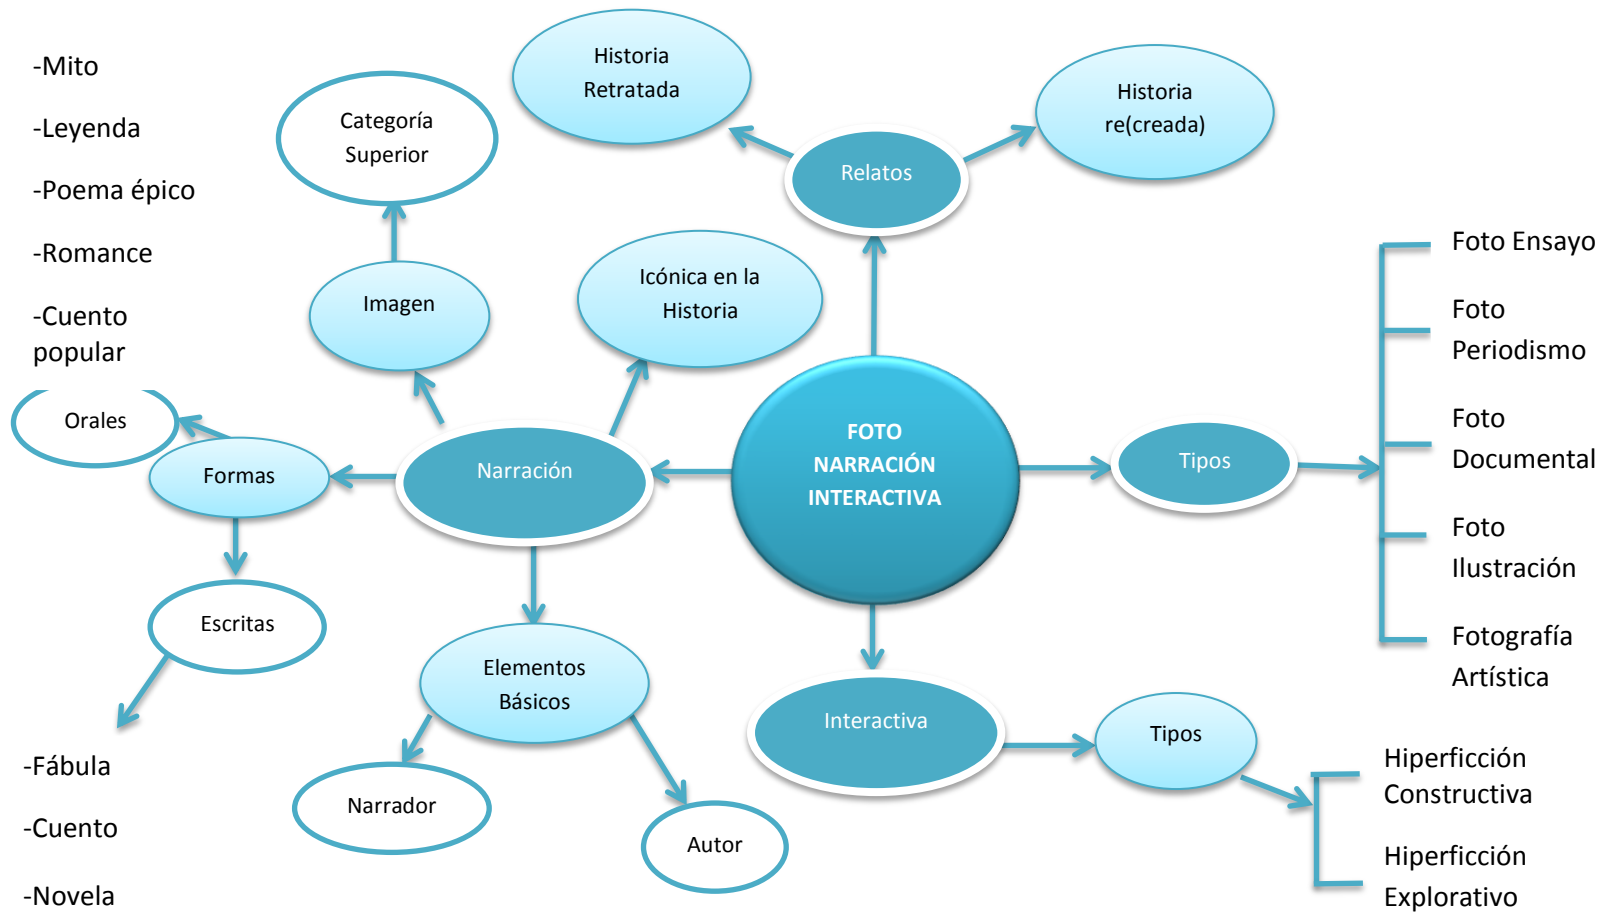 -Mito
-Leyenda
-Poema épico
-Romance
-Cuento
popular
Orales
Formas
Escritas
-Fábula
-Cuento
-Novela
Categoría
Superior
Imagen
Icónica en la
Historia
Narración
Elementos
Básicos
Narrador
Autor
Historia
Retratada
Historia
re(creada)
Relatos
FOTO
NARRACIÓN
INTERACTIVA
Tipos
Foto Ensayo
Foto
Periodismo
Foto
Documental
Foto
Ilustración
Fotografía
Artística
Interactiva
Tipos
Hiperficción
Constructiva
Hiperficción
Explorativo